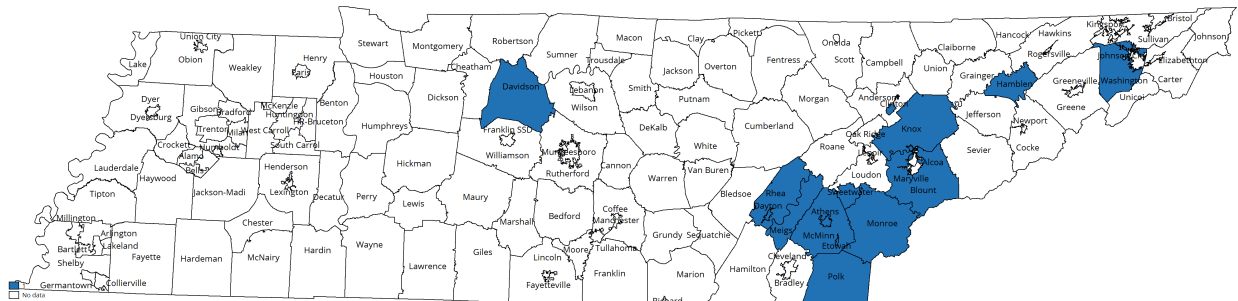 Bristol
Kingsport
Hancock
Hawkins
Johnson
Sullivan
Union City
Stewart
Montgomery
Robertson
Macon
Clay
Pickett
Oneida
Claiborne
Rogersville
Elizabethton
Lake
Obion
Weakley
Henry
Paris
Houston
Cheatham
Sumner
Trousdale
Jackson
Overton
Fentress
Scott
Campbell
Union
Grainger
Hamblen
Greeneville
Washington
Carter
Unicoi
Greene
Dyer
Dyersburg
Gibson
Bradford
McKenzie
Huntingdon
Benton
Dickson
Davidson
Lebanon
Wilson
Smith
Putnam
Morgan
Anderson
Clinton
Jefferson
Newport
Trenton
Milan
West Carroll
HR-Bruceton
Humphreys
Franklin SSD
DeKalb
Cumberland
Oak Ridge
Knox
Crockett
Humboldt
South Carrol
Alamo
Bells
Williamson
Murfreesboro
White
Roane
Lenoir
Sevier
Cocke
Lauderdale
Haywood
Henderson
Hickman
Rutherford
Cannon
Warren
Van Buren
Loudon
Alcoa
Maryville
Blount
Tipton
Jackson-Madi
Lexington
Decatur
Perry
Lewis
Maury
Bledsoe
Rhea
Sweetwater
Dayton
Millington
Chester
Marshall
Bedford
Coffee
Manchester
Athens
Monroe
Arlington
Lakeland
Bartlett
Shelby
Fayette
Hardeman
McNairy
Hardin
Wayne
Giles
Lincoln
Moore
Tullahoma
Grundy
Sequatchie
Meigs
McMinn
Etowah
Cleveland
Lawrence
Franklin
Marion
Hamilton
Bradley
Polk
Germantown
Collierville
Fayetteville
No data